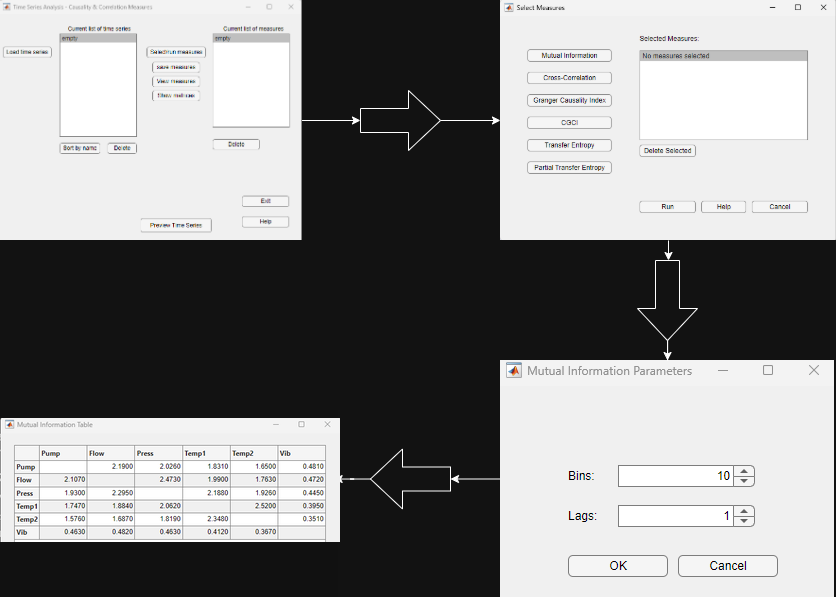 Time Series Analysis - Causality & Correlation Measures
Current list of time series
Current list of measures
empty
empty
Load time series
Select/run measures
save measures
View measures
Show matrices
Sort by name
Delete
Delete
Exit
Help
Preview Time Series
Select Measures
Selected Measures:
Mutual Information
No measures selected
Cross-Correlation
Granger Causality Index
CGCI
Transfer Entropy
Delete Selected
Partial Transfer Entropy
Run
Help
Cancel
Mutual Information Parameters
Bins:
10
Lags:
1
OK
Cancel
Mutual Information Table
Pump Flow Press Temp1 Temp2 Vib
Pump 2.1900 2.0260 1.8310 1.6500 0.4810
Flow 2.1070 2.4730 1.9900 1.7630 0.4720
Press 1.9300 2.2950 2.1880 1.9260 0.4450
Temp1 1.7470 1.8840 2.0620 2.5200 0.3950
Temp2 1.5760 1.6870 1.8190 2.3480 0.3510
Vib 0.4630 0.4820 0.4630 0.4120 0.3670